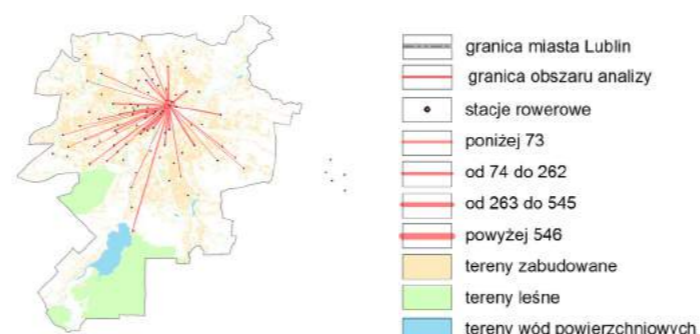 granica miasta Lublin
granica obszaru analizy
stacje rowerowe
poniżej 73
od 74 do 262
od 263 do 545
powyżej 546
tereny zabudowane
tereny leśne
tereny wód powierzchniowych